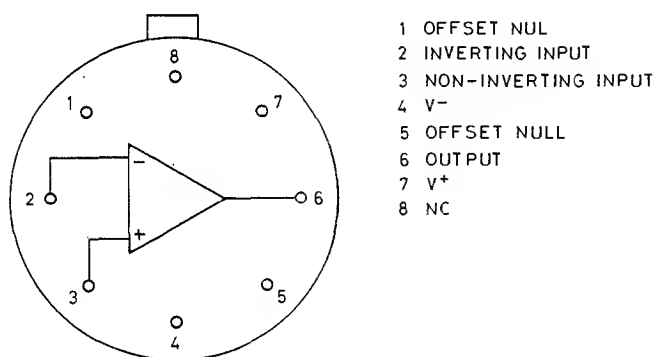 8
1
7
2
6
3
5
4
−
+
1 OFFSET NUL
2 INVERTING INPUT
3 NON-INVERTING INPUT
4 V−
5 OFFSET NULL
6 OUTPUT
7 V+
8 NC